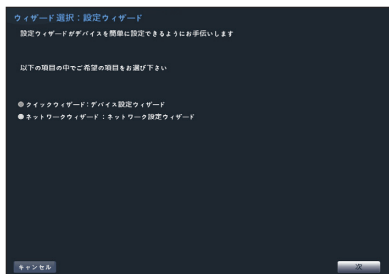 ウィザード選択：設定ウィザード
設定ウィザードがデバイスを簡単に設定できるようにお手伝いします
以下の項目の中でご希望の項目をお選び下さい
クイックウィザード：デバイス設定ウィザード
ネットワークウィザード：ネットワーク設定ウィザード
キャンセル
次